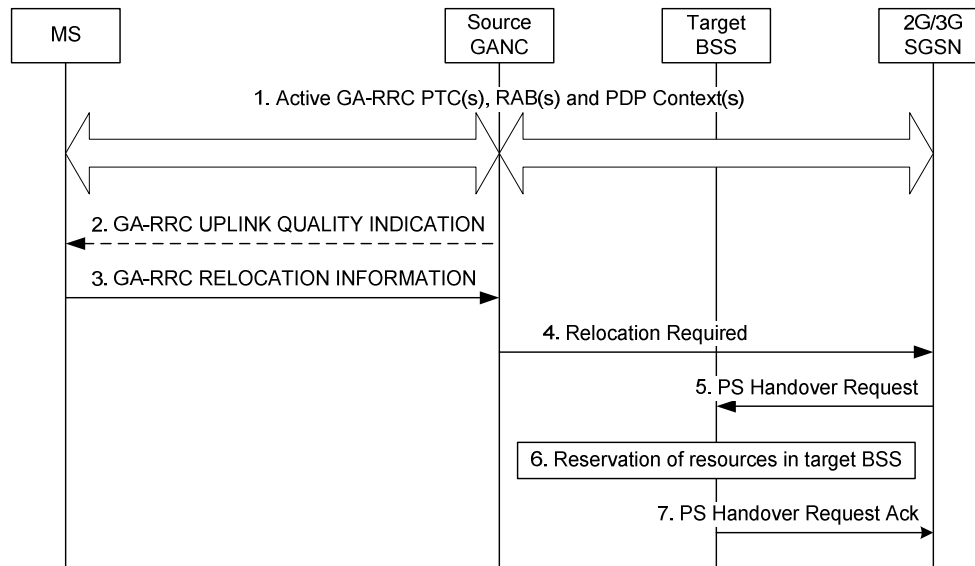 MS
Source
GANC
Target
BSS
2G/3G
SGSN
1. Active GA-RRC PTC(s), RAB(s) and PDP Context(s)
2. GA-RRC UPLINK QUALITY INDICATION
3. GA-RRC RELOCATION INFORMATION
4. Relocation Required
5. PS Handover Request
6. Reservation of resources in target BSS
7. PS Handover Request Ack